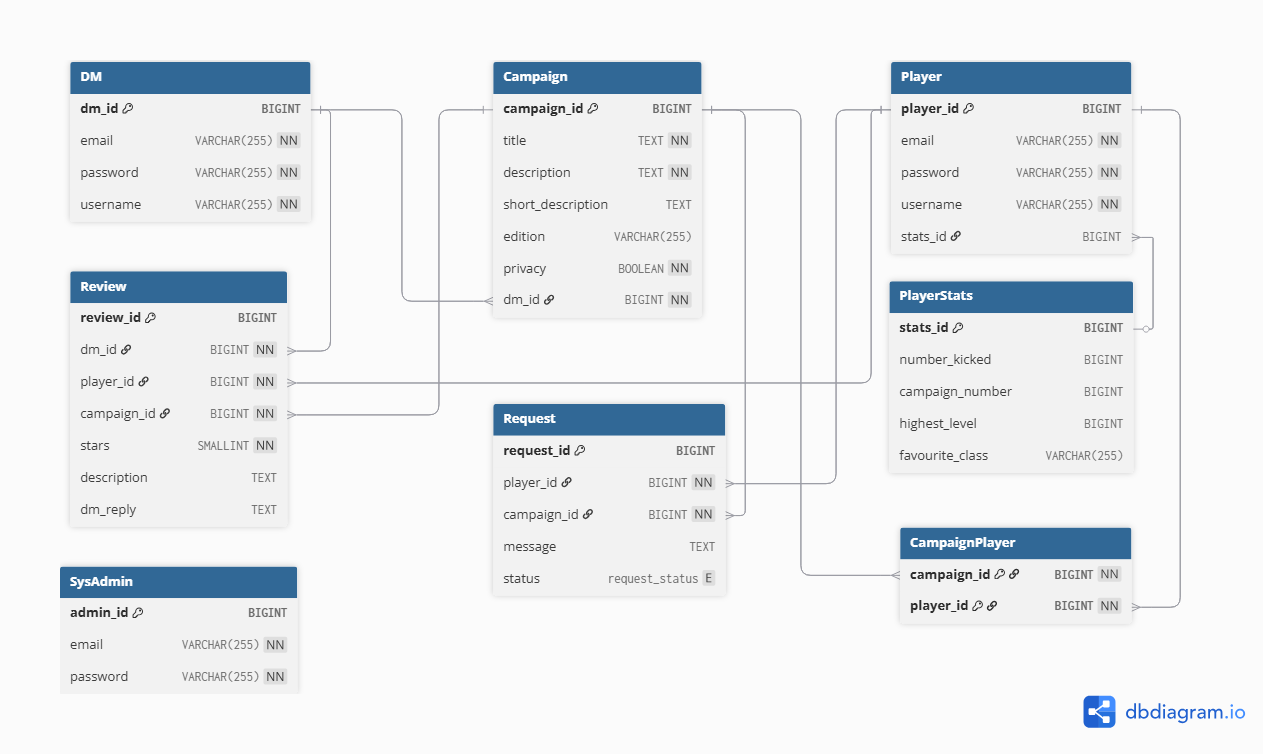 DM
dm_id BIGINT
email VARCHAR(255) NN
password VARCHAR(255) NN
username VARCHAR(255) NN
Review
review_id BIGINT
dm_id BIGINT NN
player_id BIGINT NN
campaign_id BIGINT NN
stars SMALLINT NN
description TEXT
dm_reply TEXT
SysAdmin
admin_id BIGINT
email VARCHAR(255) NN
password VARCHAR(255) NN
Campaign
campaign_id BIGINT
title TEXT NN
description TEXT NN
short_description TEXT
edition VARCHAR(255)
privacy BOOLEAN NN
dm_id BIGINT NN
Request
request_id BIGINT
player_id BIGINT NN
campaign_id BIGINT NN
message TEXT
status request_status E
Player
player_id BIGINT
email VARCHAR(255) NN
password VARCHAR(255) NN
username VARCHAR(255) NN
stats_id BIGINT
PlayerStats
stats_id BIGINT
number_kicked BIGINT
campaign_number BIGINT
highest_level BIGINT
favourite_class VARCHAR(255)
CampaignPlayer
campaign_id BIGINT NN
player_id BIGINT NN
dbdiagram.io